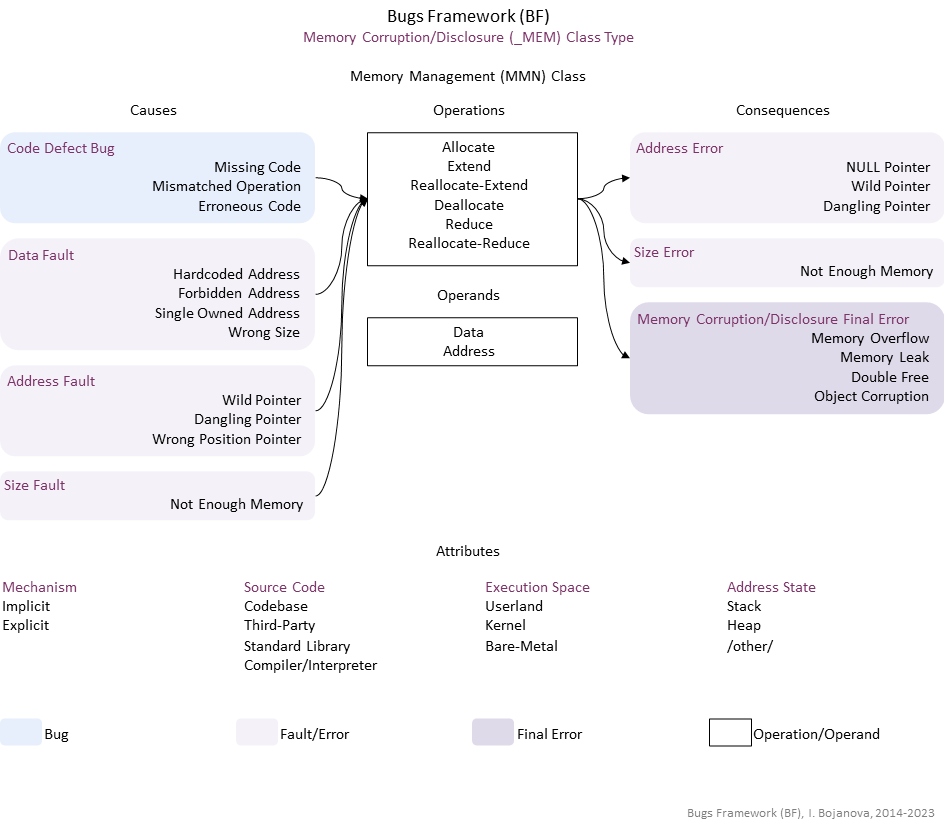 Bugs Framework (BF)
Memory Corruption/Disclosure (_MEM) Class Type
Memory Management (MMN) Class
Causes
Code Defect Bug
Missing Code
Mismatched Operation
Erroneous Code
Data Fault
Hardcoded Address
Forbidden Address
Single Owned Address
Wrong Size
Address Fault
Wild Pointer
Dangling Pointer
Wrong Position Pointer
Size Fault
Not Enough Memory
Operations
Allocate
Extend
Reallocate-Extend
Deallocate
Reduce
Reallocate-Reduce
Operands
Data
Address
Consequences
Address Error
NULL Pointer
Wild Pointer
Dangling Pointer
Size Error
Not Enough Memory
Memory Corruption/Disclosure Final Error
Memory Overflow
Memory Leak
Double Free
Object Corruption
Attributes
Mechanism
Implicit
Explicit
Source Code
Codebase
Third-Party
Standard Library
Compiler/Interpreter
Execution Space
Userland
Kernel
Bare-Metal
Address State
Stack
Heap
/other/
Bug
Fault/Error
Final Error
Operation/Operand
Bugs Framework (BF), I. Bojanova, 2014-2023